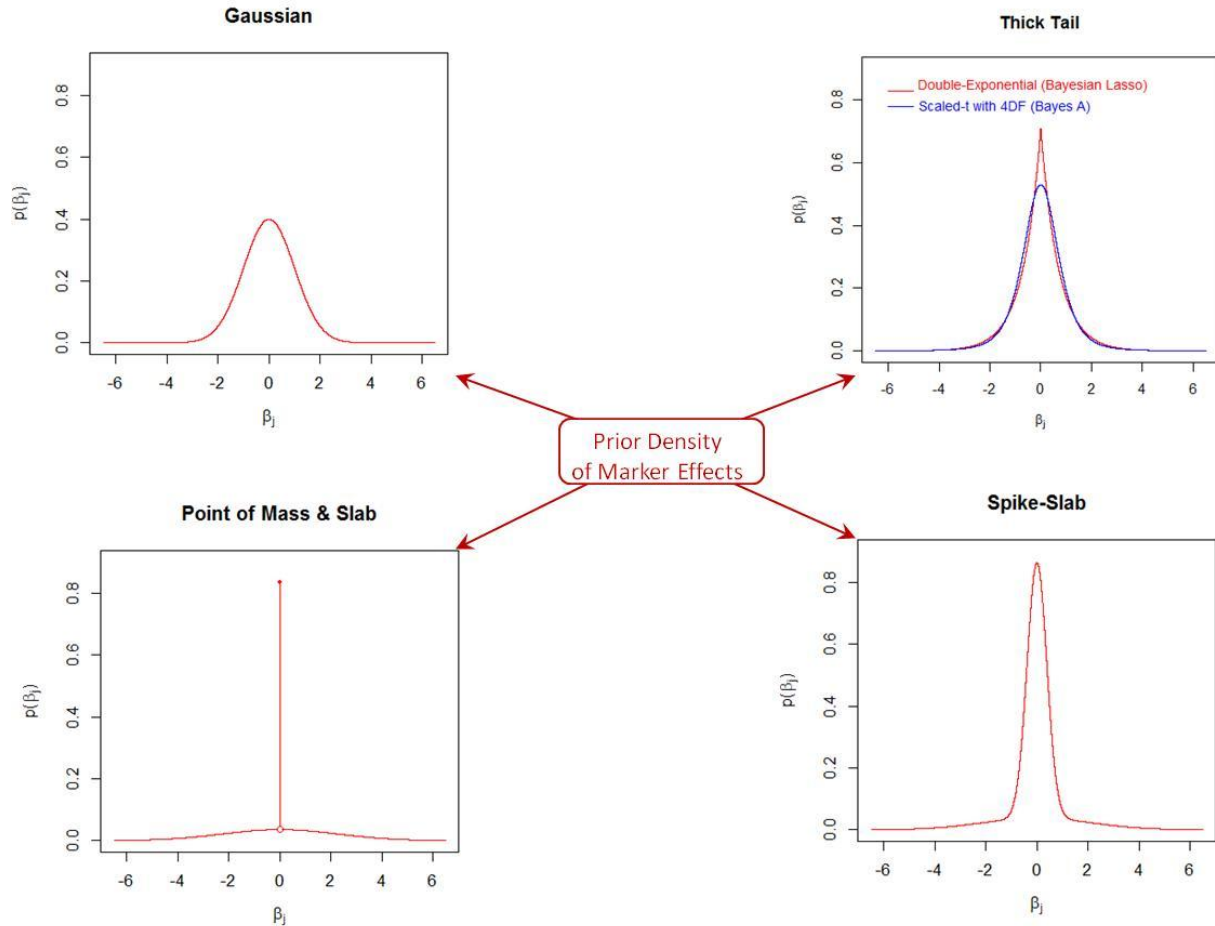 Gaussian
0.8
0.6
0.4
0.2
0.0
p(βj)
-6 -4 -2 0 2 4 6
βj
Thick Tail
Double-Exponential (Bayesian Lasso)
Scaled-t with 4DF (Bayes A)
0.8
0.6
0.4
0.2
0.0
p(βj)
-6 -4 -2 0 2 4 6
βj
Prior Density
of Marker Effects
Point of Mass & Slab
0.8
0.6
0.4
0.2
0.0
p(βj)
-6 -4 -2 0 2 4 6
βj
Spike-Slab
0.8
0.6
0.4
0.2
0.0
p(βj)
-6 -4 -2 0 2 4 6
βj